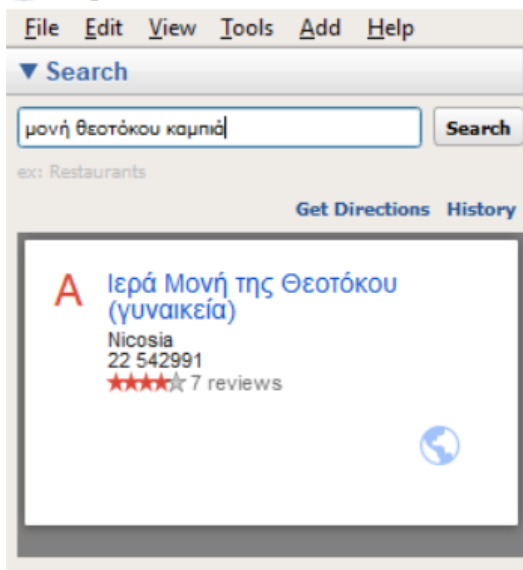 File Edit View Tools Add Help
▼ Search
μονή θεοτόκου καμπιά Search
ex: Restaurants
Get Directions History
A Ιερά Μονή της Θεοτόκου
(γυναικεία)
Nicosia
22 542991
7 reviews